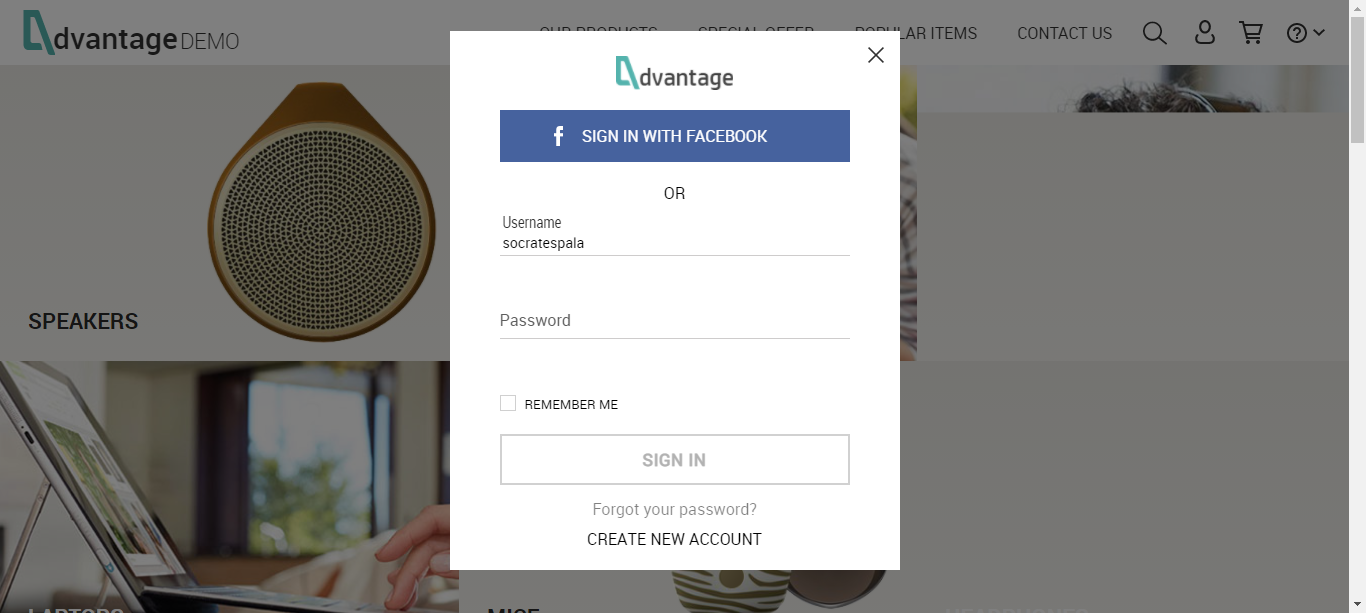 dvantage DEMO
OUR PRODUCTS SPECIAL OFFER POPULAR ITEMS CONTACT US
dvantage
f SIGN IN WITH FACEBOOK
OR
Username
socratespala
Password
REMEMBER ME
SIGN IN
Forgot your password?
CREATE NEW ACCOUNT
SPEAKERS
LAPTOPS
MICE
HEADPHONES